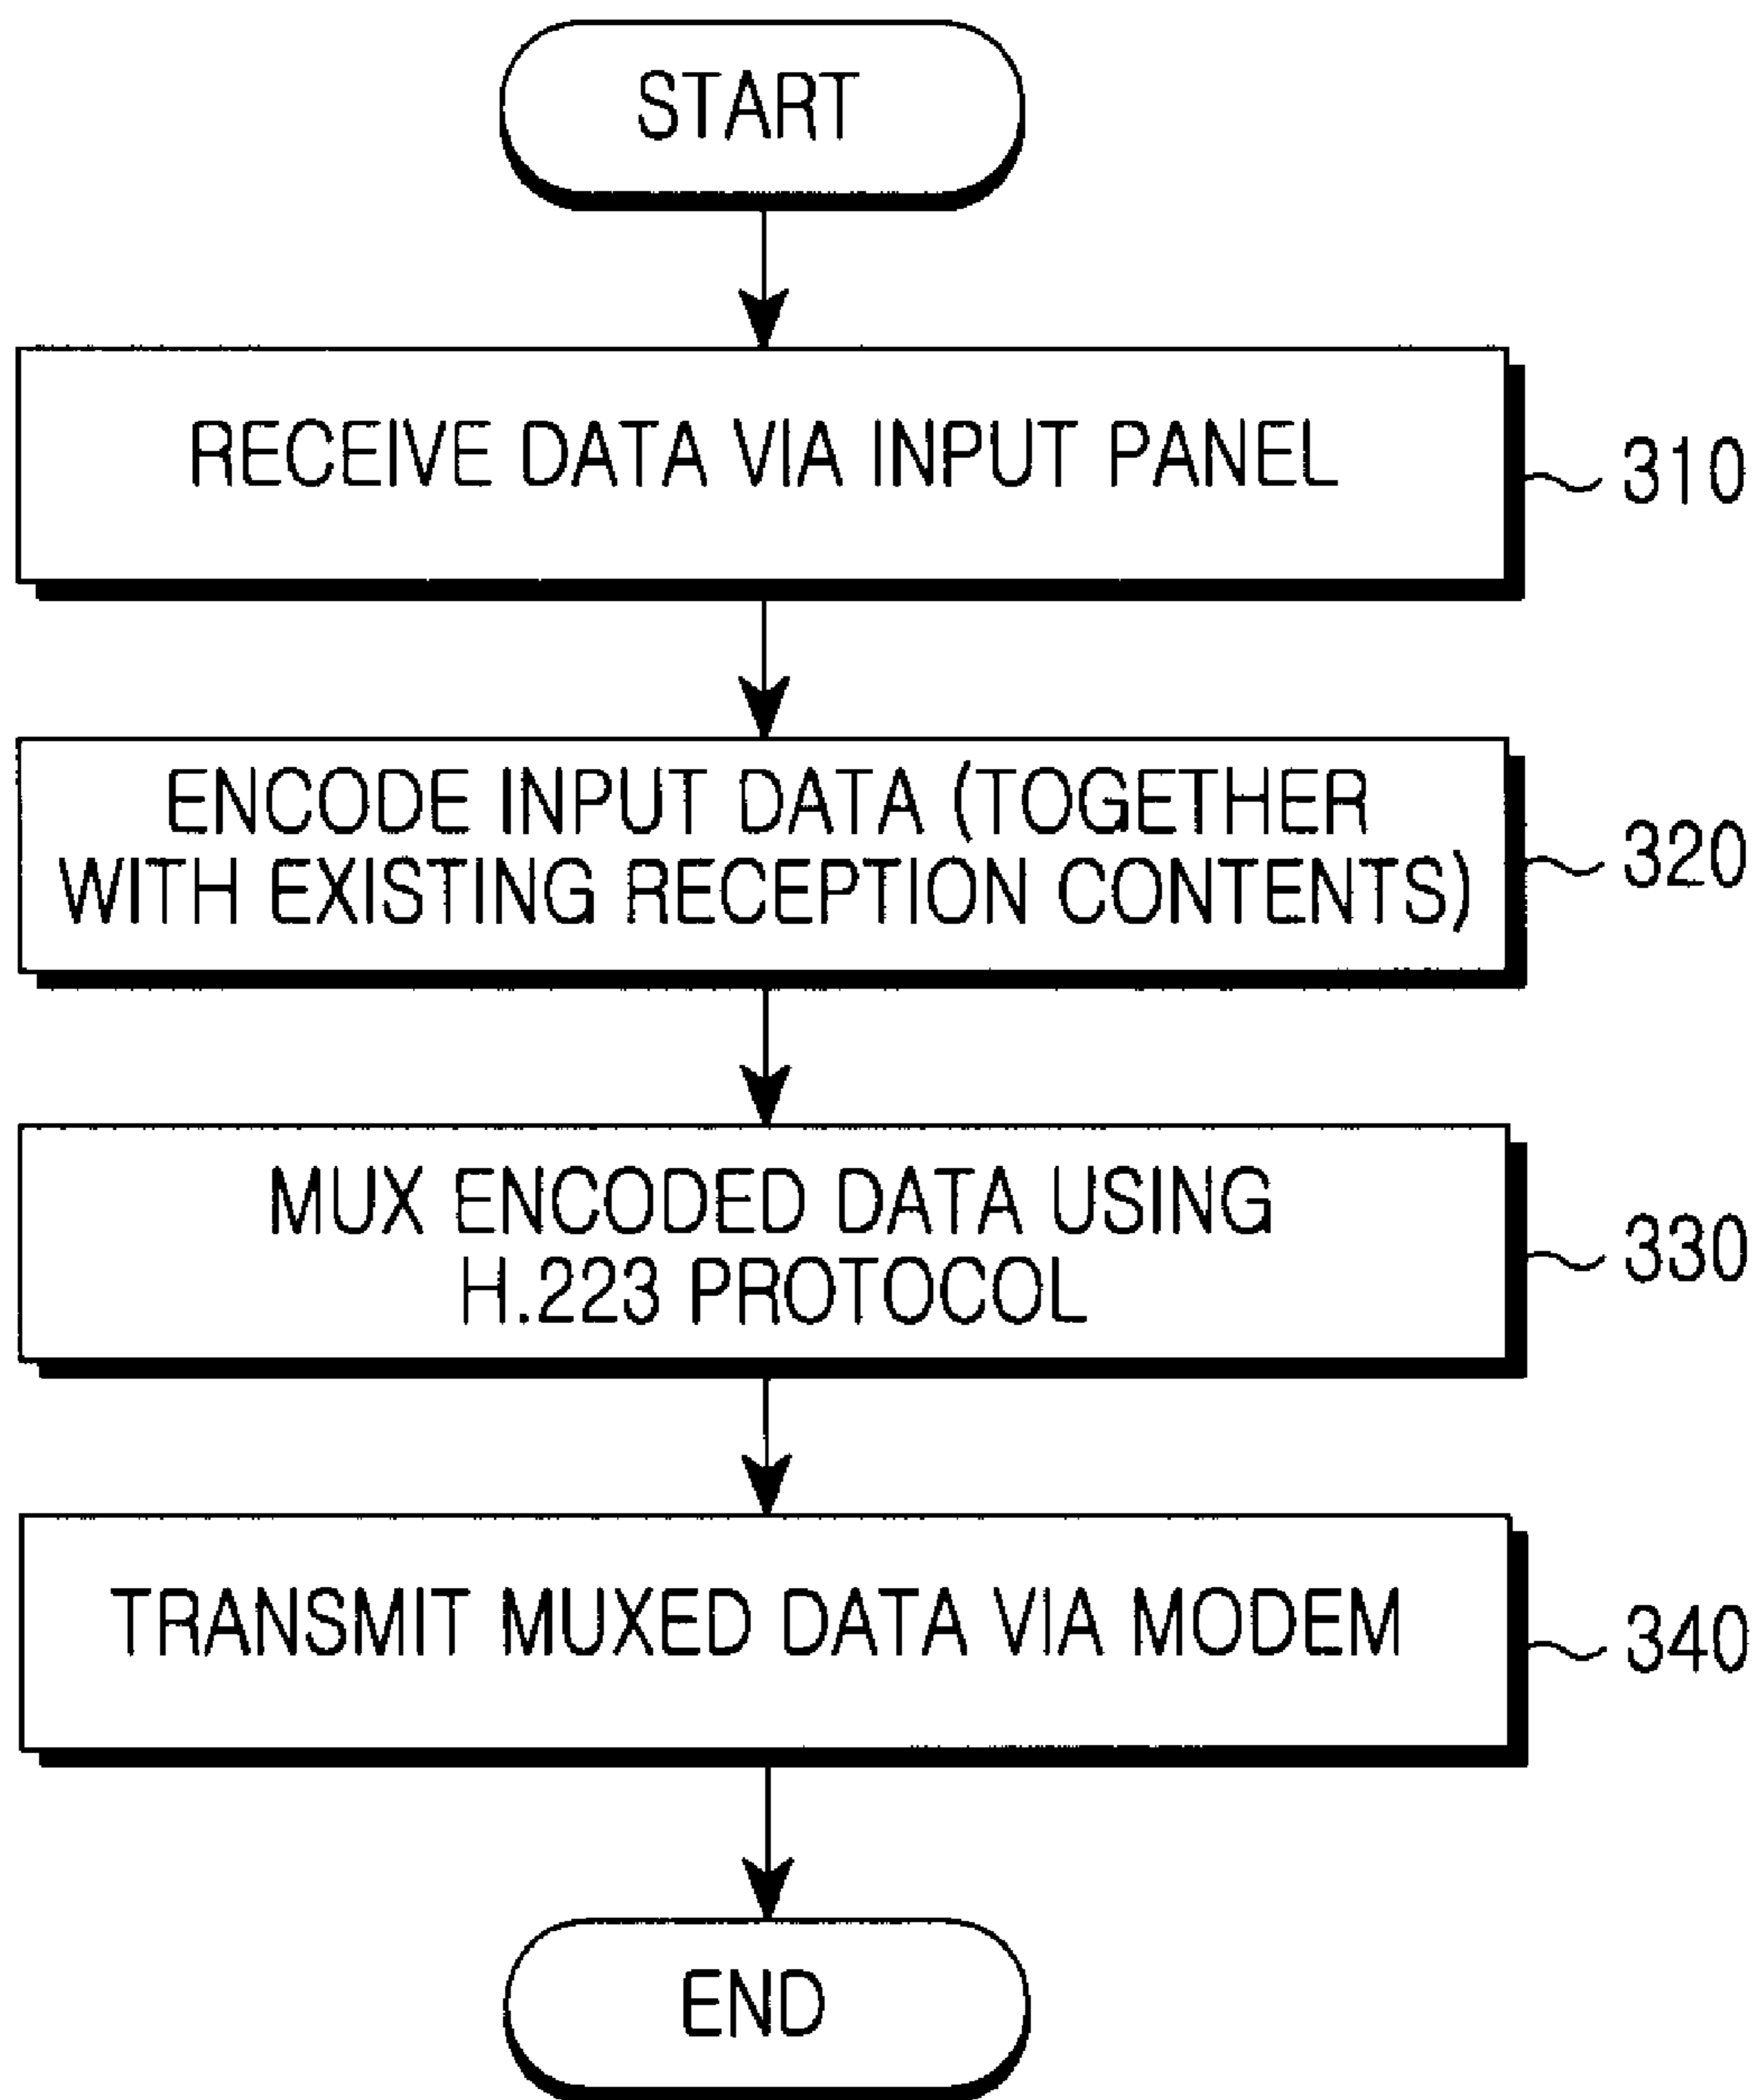 START
RECEIVE DATA VIA INPUT PANEL
310
ENCODE INPUT DATA (TOGETHER
WITH EXISTING RECEPTION CONTENTS)
320
MUX ENCODED DATA USING
H.223 PROTOCOL
330
TRANSMIT MUXED DATA VIA MODEM
340
END